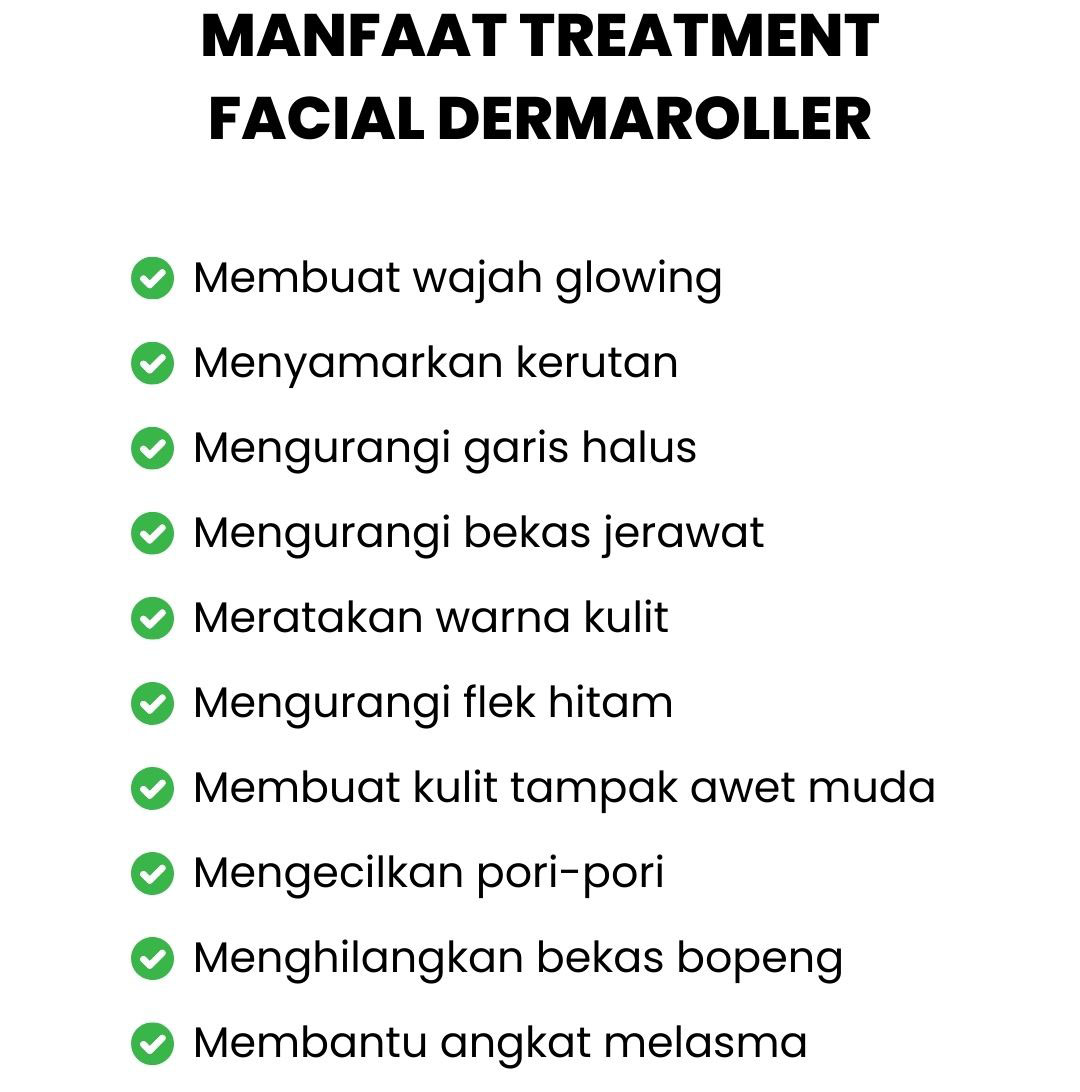 MANFAAT TREATMENT
FACIAL DERMAROLLER
Membuat wajah glowing
Menyamarkan kerutan
Mengurangi garis halus
Mengurangi bekas jerawat
Meratakan warna kulit
Mengurangi flek hitam
Membuat kulit tampak awet muda
Mengecilkan pori-pori
Menghilangkan bekas bopeng
Membantu angkat melasma